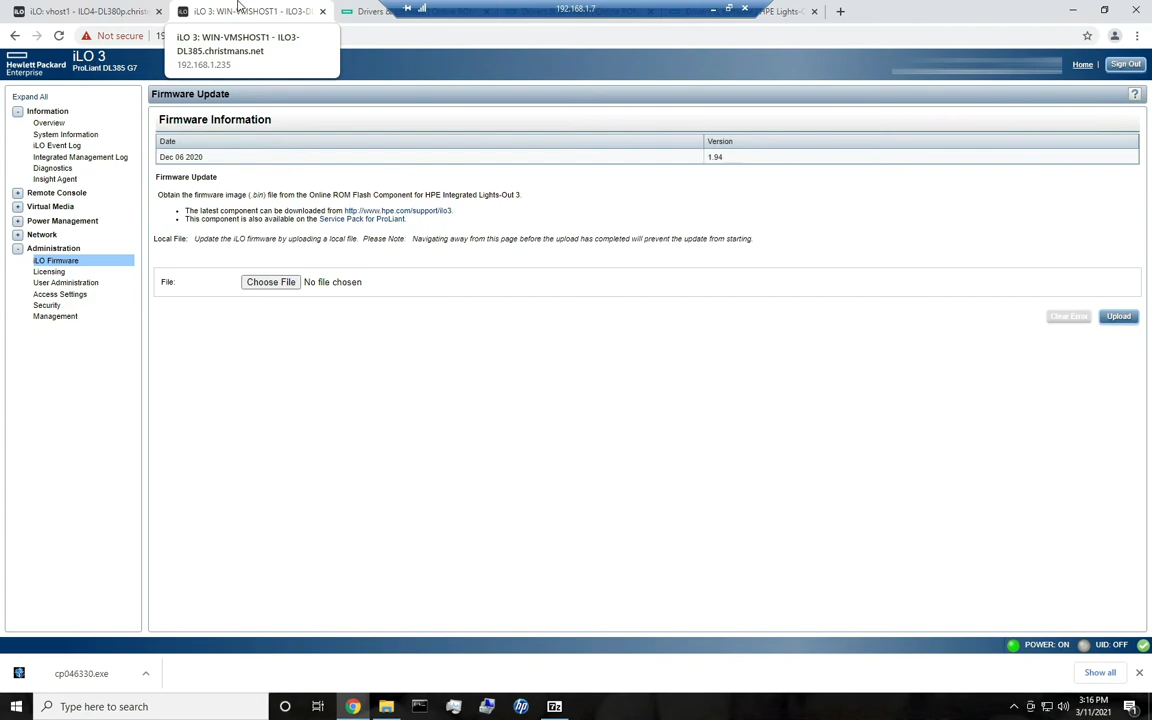 iLO: vhost1 - ILO4-DL380p.christm
iLO 3: WIN-VMSHOST1 - ILO3-DL
Drivers &
192.168.1.7
HPE Lights-O
Not secure
iLO 3: WIN-VMSHOST1 - ILO3-
DL385.christmans.net
192.168.1.235
Hewlett Packard
Enterprise
iLO 3
ProLiant DL385 G7
Home
Sign Out
Expand All
Information
Overview
System Information
iLO Event Log
Integrated Management Log
Diagnostics
Insight Agent
Remote Console
Virtual Media
Power Management
Network
Administration
iLO Firmware
Licensing
User Administration
Access Settings
Security
Management
Firmware Update
?
Firmware Information
Date Version
Dec 06 2020 1.94
Firmware Update
Obtain the firmware image (.bin) file from the Online ROM Flash Component for HPE Integrated Lights-Out 3.
The latest component can be downloaded from http://www.hpe.com/support/ilo3.
This component is also available on the Service Pack for ProLiant.
Local File: Update the iLO firmware by uploading a local file. Please Note: Navigating away from this page before the upload has completed will prevent the update from starting.
File: Choose File No file chosen
Clear Error Upload
POWER: ON UID: OFF
cp046330.exe
Show all
Type here to search
3:16 PM
3/11/2021